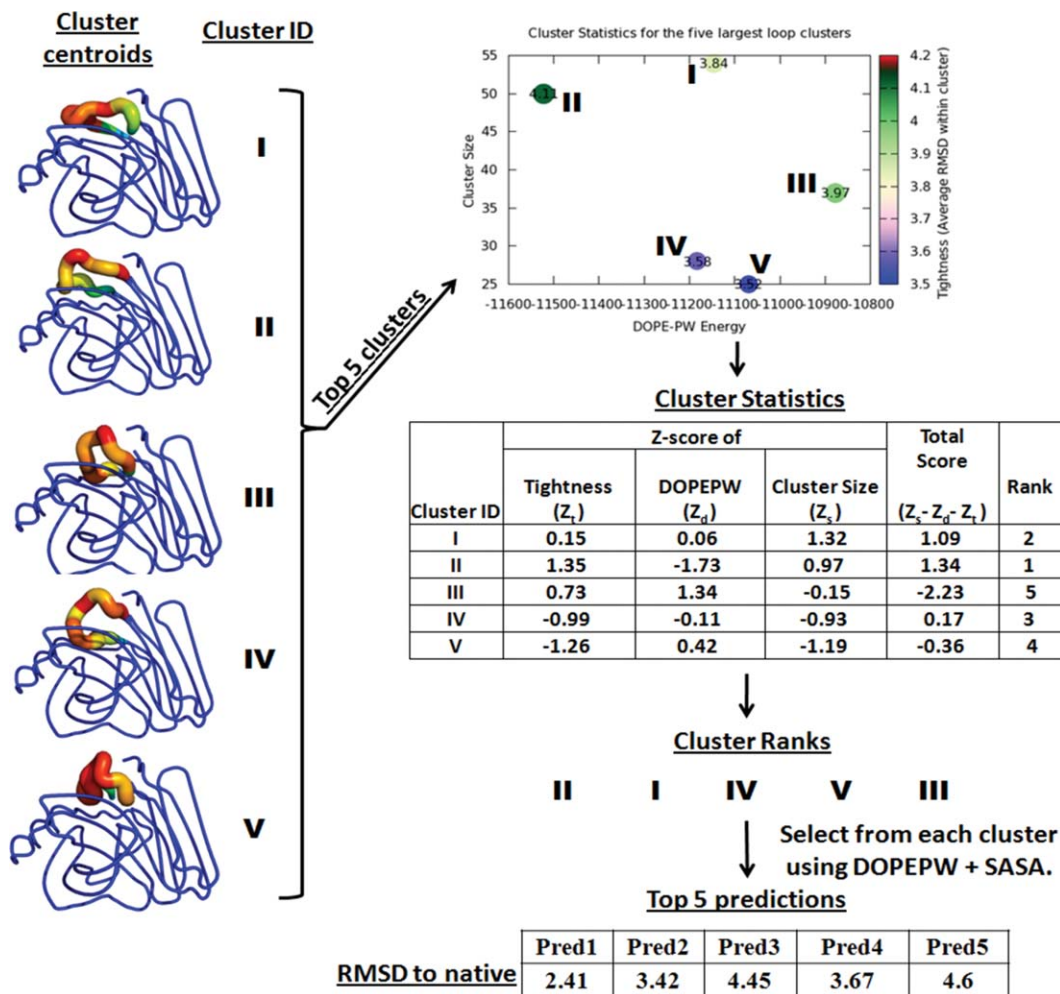 Cluster centroids
Cluster ID
I
II
III
IV
V
Top 5 clusters
Cluster Statistics for the five largest loop clusters
Cluster Size
55
50
45
40
35
30
25
I
3.84
4.11
II
III
3.97
IV
3.58
V
3.52
-11600 -11500 -11400 -11300 -11200 -11100 -11000 -10900 -10800
DOPE-PW Energy
4.2
4.1
4
3.9
3.8
3.7
3.6
3.5
Tightness (Average RMSD within cluster)
Cluster Statistics
Z-score of
Total Score
Rank
Cluster ID
Tightness (Zt)
DOPEPW (Zd)
Cluster Size (Zs)
(Zs- Zd- Zt)
I 0.15 0.06 1.32 1.09 2
II 1.35 -1.73 0.97 1.34 1
III 0.73 1.34 -0.15 -2.23 5
IV -0.99 -0.11 -0.93 0.17 3
V -1.26 0.42 -1.19 -0.36 4
Cluster Ranks
II I IV V III
Select from each cluster
using DOPEPW + SASA.
Top 5 predictions
Pred1 Pred2 Pred3 Pred4 Pred5
RMSD to native 2.41 3.42 4.45 3.67 4.6